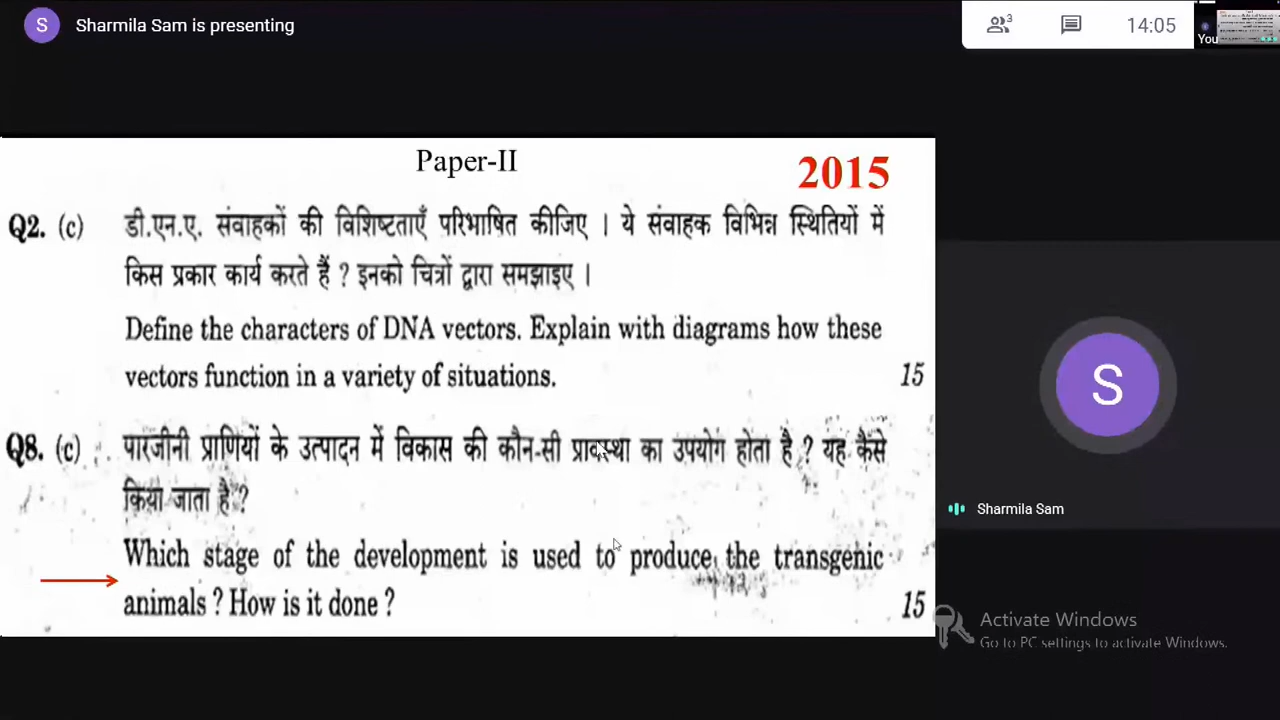 S Sharmila Sam is presenting
3
14:05
You
Paper-II
2015
Q2. (c) डी.एन.ए. संवाहकों की विशिष्टताएँ परिभाषित कीजिए । ये संवाहक विभिन्न स्थितियों में
किस प्रकार कार्य करते हैं ? इनको चित्रों द्वारा समझाइए ।
Define the characters of DNA vectors. Explain with diagrams how these
vectors function in a variety of situations. 15
S
Q8. (c) पारजीनी प्राणियों के उत्पादन में विकास की कौन-सी प्रावस्था का उपयोग होता है ? यह कैसे
किया जाता है ?
Sharmila Sam
Which stage of the development is used to produce the transgenic
animals ? How is it done ? 15
Activate Windows
Go to PC settings to activate Windows.